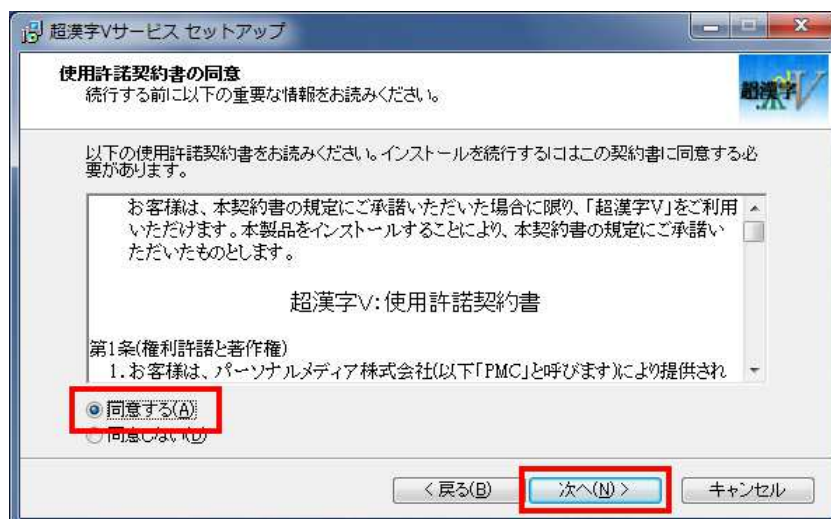 超漢字Vサービス セットアップ
使用許諾契約書の同意
続行する前に以下の重要な情報をお読みください。
超漢字V
以下の使用許諾契約書をお読みください。インストールを続行するにはこの契約書に同意する必
要があります。
お客様は、本契約書の規定にご承諾いただいた場合に限り、「超漢字V」をご利用
いただけます。本製品をインストールすることにより、本契約書の規定にご承諾い
ただいたものとします。
超漢字V:使用許諾契約書
第1条(権利許諾と著作権)
1.お客様は、パーソナルメディア株式会社(以下「PMC」と呼びます)により提供され
同意する(A)
同意しない(D)
< 戻る(B)
次へ(N) >
キャンセル